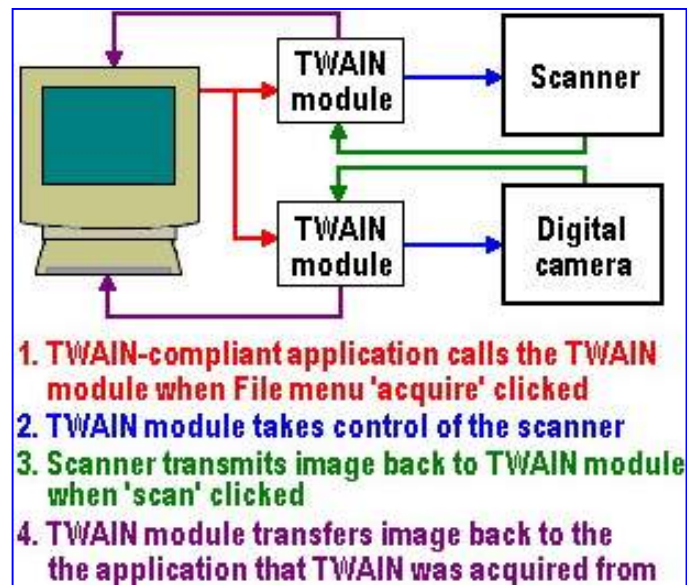 TWAIN
module
Scanner
TWAIN
module
Digital
camera
1. TWAIN-compliant application calls the TWAIN
module when File menu 'acquire' clicked
2. TWAIN module takes control of the scanner
3. Scanner transmits image back to TWAIN module
when 'scan' clicked
4. TWAIN module transfers image back to the
the application that TWAIN was acquired from